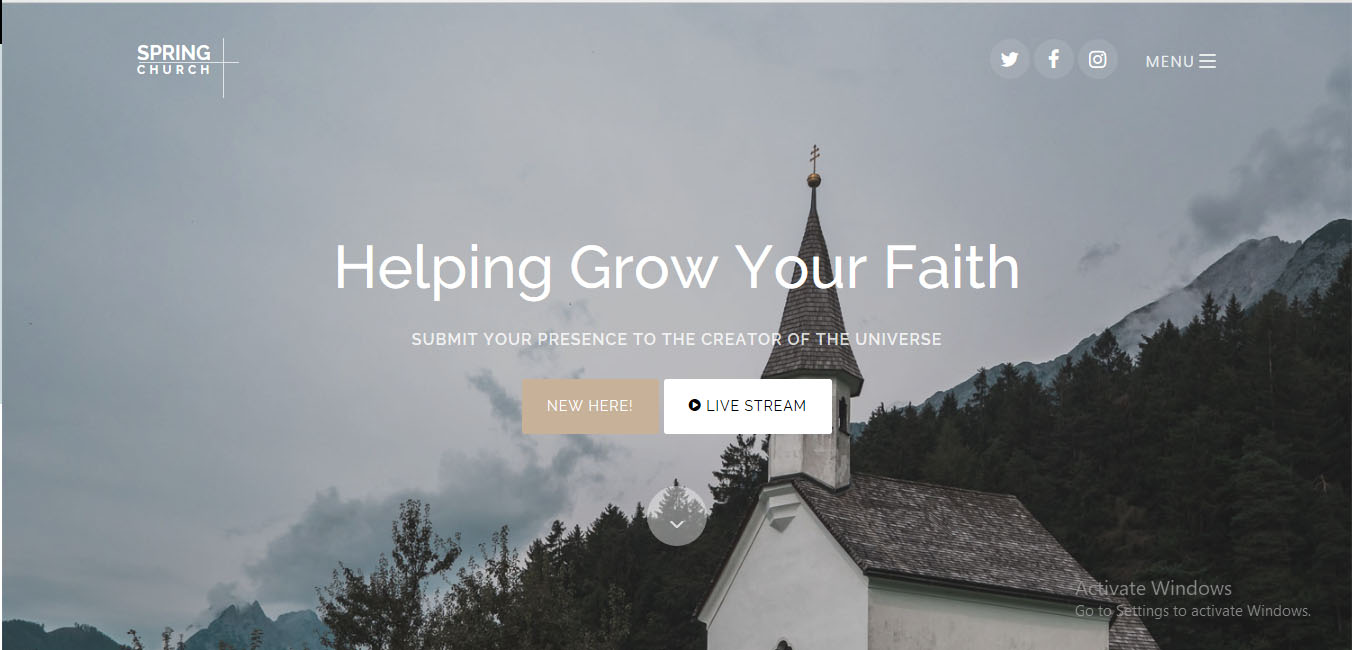 SPRING
CHURCH
MENU
Helping Grow Your Faith
SUBMIT YOUR PRESENCE TO THE CREATOR OF THE UNIVERSE
NEW HERE!
LIVE STREAM
Activate Windows
Go to Settings to activate Windows.